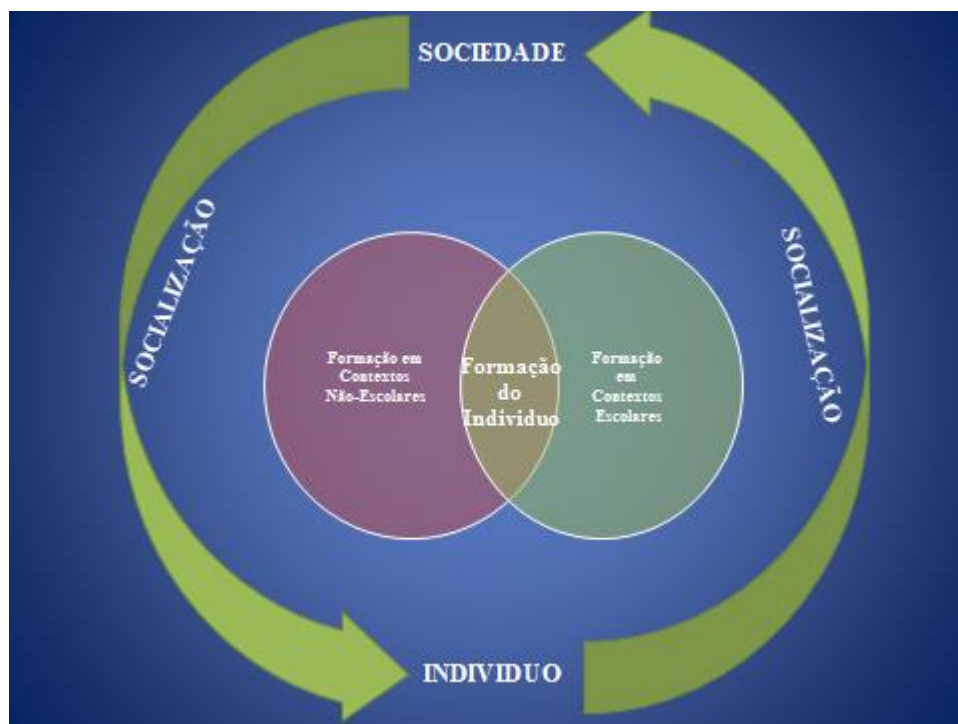 SOCIEDADE
SOCIALIZAÇÃO
SOCIALIZAÇÃO
Formação em
Contextos
Não-Escolares
Formação
do
Individuo
Formação
em
Contextos
Escolares
INDIVIDUO